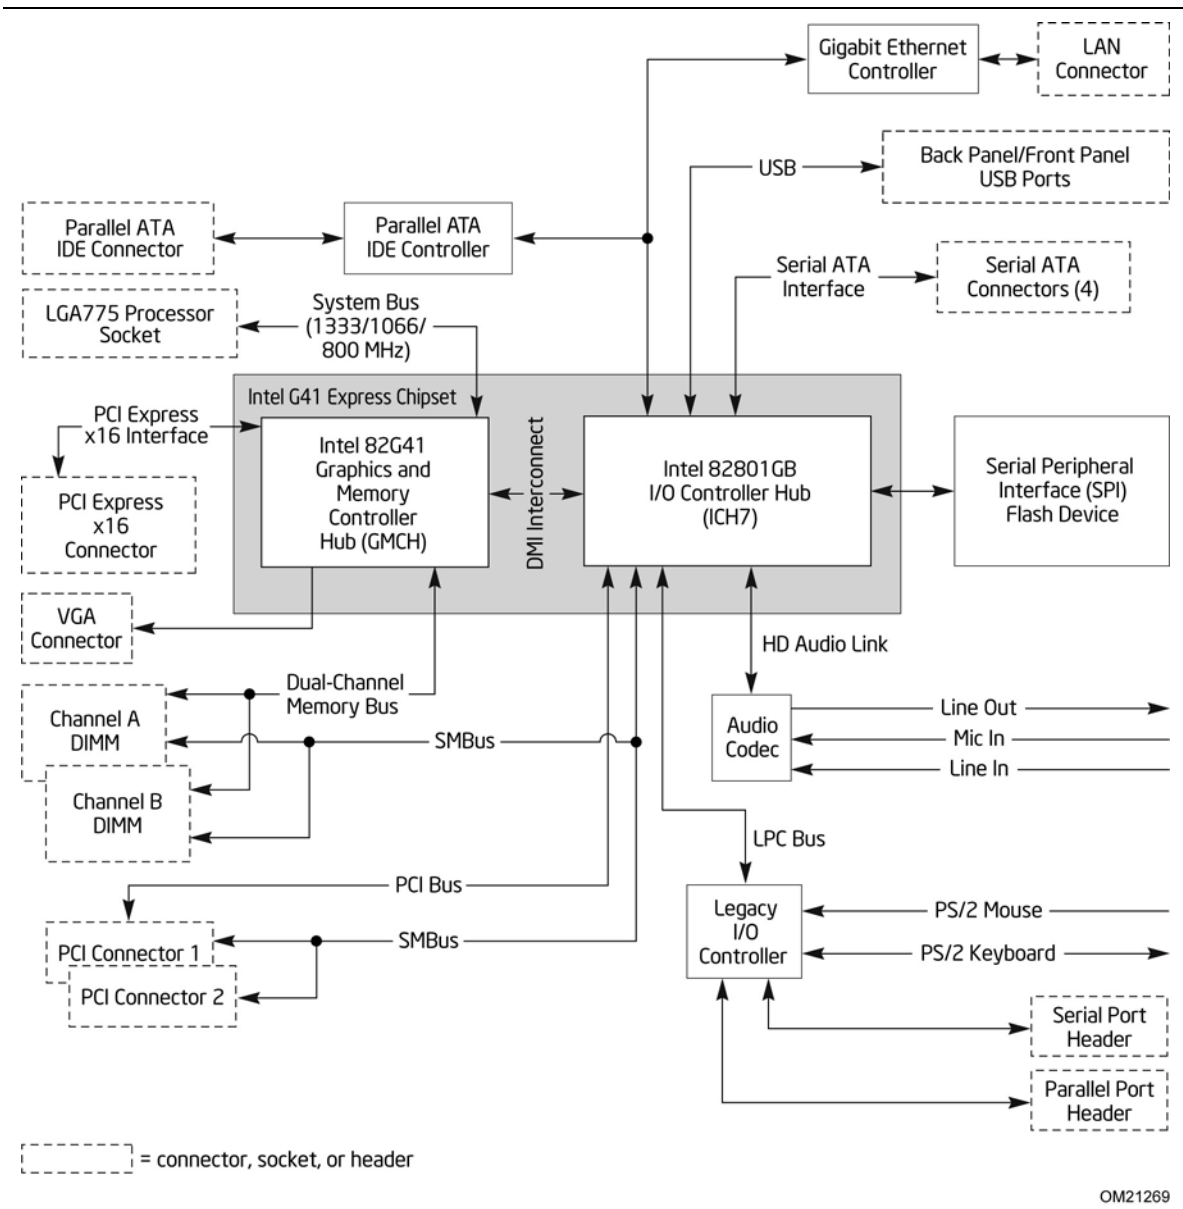 Gigabit Ethernet
Controller
LAN
Connector
USB
Back Panel/Front Panel
USB Ports
Parallel ATA
IDE Connector
Parallel ATA
IDE Controller
Serial ATA
Interface
Serial ATA
Connectors (4)
LGA775 Processor
Socket
System Bus
(1333/1066/
800 MHz)
Intel G41 Express Chipset
PCI Express
x16 Interface
Intel 82G41
Graphics and
Memory
Controller
Hub (GMCH)
DMI Interconnect
Intel 82801GB
I/O Controller Hub
(ICH7)
Serial Peripheral
Interface (SPI)
Flash Device
PCI Express
x16
Connector
VGA
Connector
HD Audio Link
Dual-Channel
Memory Bus
Channel A
DIMM
SMBus
Audio
Codec
Line Out
Mic In
Line In
Channel B
DIMM
LPC Bus
PCI Bus
Legacy
I/O
Controller
PS/2 Mouse
PS/2 Keyboard
PCI Connector 1
SMBus
PCI Connector 2
Serial Port
Header
Parallel Port
Header
= connector, socket, or header
OM21269